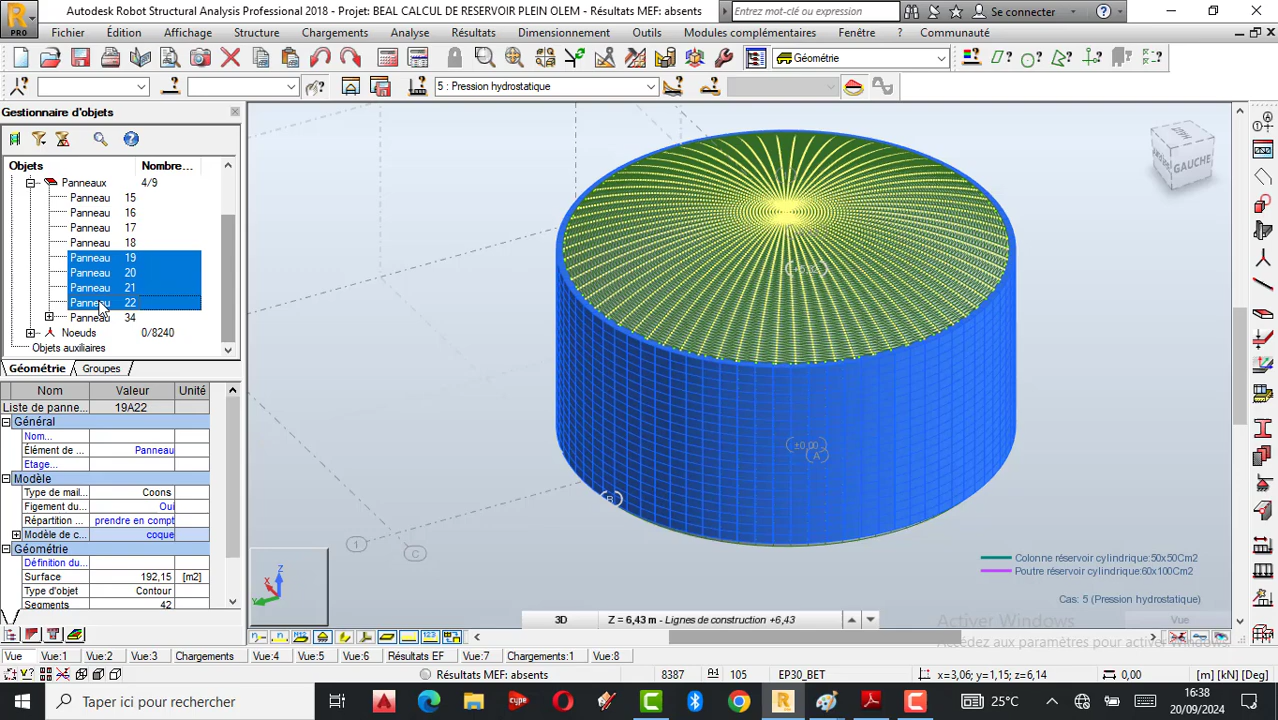 PRO
Autodesk Robot Structural Analysis Professional 2018 - Projet: BEAL CALCUL DE RESERVOIR PLEIN OLEM - Résultats MEF: absents
Entrez mot-clé ou expression
Se connecter
Fichier Édition Affichage Structure Chargements Analyse Résultats Dimensionnement Outils Modules complémentaires Fenêtre ? Communauté
Géométrie
5 : Pression hydrostatique
Gestionnaire d'objets
Objets Nombre...
Panneaux 4/9
Panneau 15
Panneau 16
Panneau 17
Panneau 18
Panneau 19
Panneau 20
Panneau 21
Panneau 22
Panneau 34
Noeuds 0/8240
Objets auxiliaires
Géométrie Groupes
Nom Valeur Unité
Liste de panne... 19A22
Général
Nom...
Élément de ... Panneau
Etage...
Modèle
Type de mail... Coons
Figement du... Oui
Répartition ... prendre en compt
Modèle de c... coque
Géométrie
Définition du...
Surface 192,15 [m2]
Type d'objet Contour
Segments 42
GAUCHE
±0,00
A
B
1
C
Z
X
Y
Colonne réservoir cylindrique:50x50Cm2
Poutre réservoir cylindrique:60x100Cm2
Cas: 5 (Pression hydrostatique)
Activer Windows
Accédez aux paramètres pour activer Windows.
Vue
3D Z = 6,43 m - Lignes de construction +6,43
Vue Vue:1 Vue:2 Vue:3 Chargements Vue:4 Vue:5 Vue:6 Résultats EF Vue:7 Chargements:1 Vue:8
Résultats MEF: absents 8387 105 EP30_BET x=3,06; y=1,15; z=6,14 0,00 [m] [kN] [Deg]
Taper ici pour rechercher
cype
PRO
25°C
16:38
20/09/2024